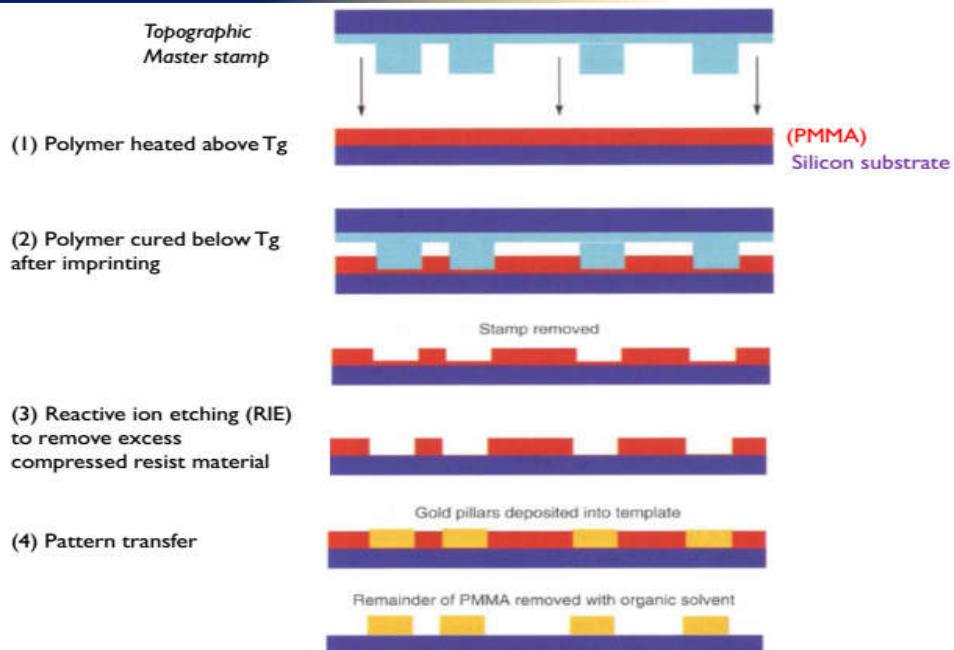 Topographic
Master stamp
(1) Polymer heated above Tg
(PMMA)
Silicon substrate
(2) Polymer cured below Tg
after imprinting
Stamp removed
(3) Reactive ion etching (RIE)
to remove excess
compressed resist material
Gold pillars deposited into template
(4) Pattern transfer
Remainder of PMMA removed with organic solvent